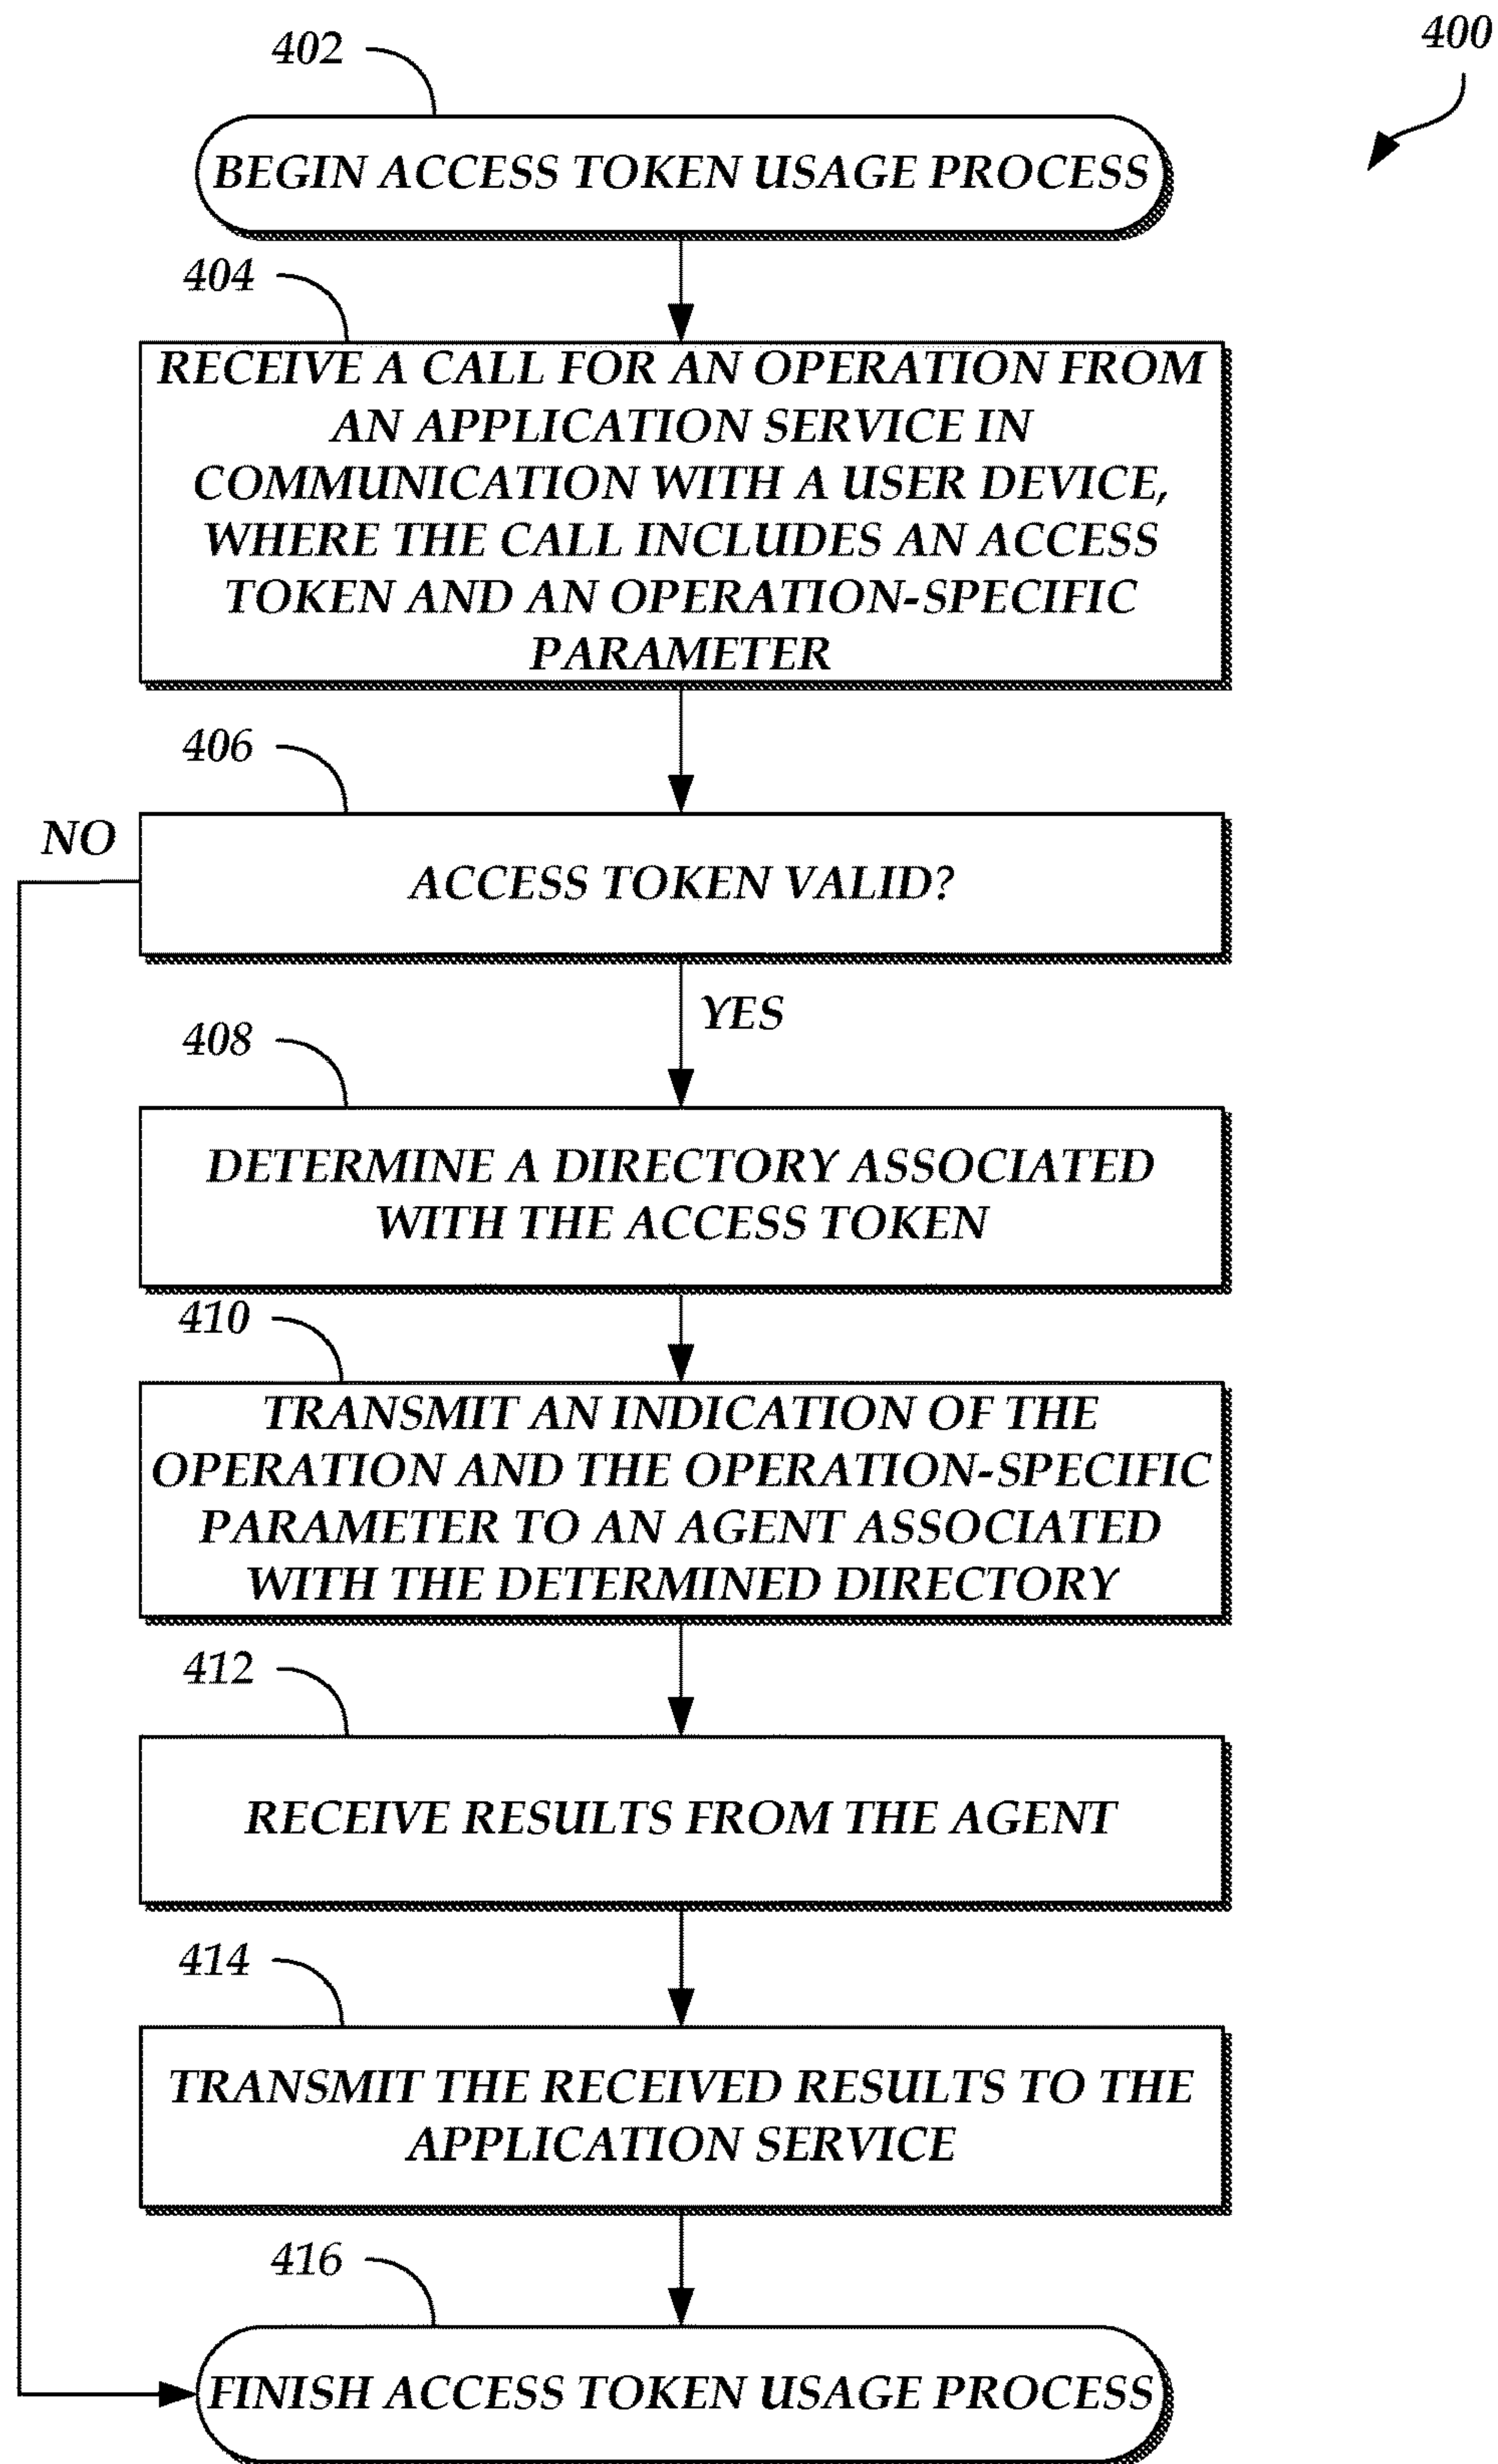 400
402
BEGIN ACCESS TOKEN USAGE PROCESS
404
RECEIVE A CALL FOR AN OPERATION FROM
AN APPLICATION SERVICE IN
COMMUNICATION WITH A USER DEVICE,
WHERE THE CALL INCLUDES AN ACCESS
TOKEN AND AN OPERATION-SPECIFIC
PARAMETER
406
NO
ACCESS TOKEN VALID?
YES
408
DETERMINE A DIRECTORY ASSOCIATED
WITH THE ACCESS TOKEN
410
TRANSMIT AN INDICATION OF THE
OPERATION AND THE OPERATION-SPECIFIC
PARAMETER TO AN AGENT ASSOCIATED
WITH THE DETERMINED DIRECTORY
412
RECEIVE RESULTS FROM THE AGENT
414
TRANSMIT THE RECEIVED RESULTS TO THE
APPLICATION SERVICE
416
FINISH ACCESS TOKEN USAGE PROCESS